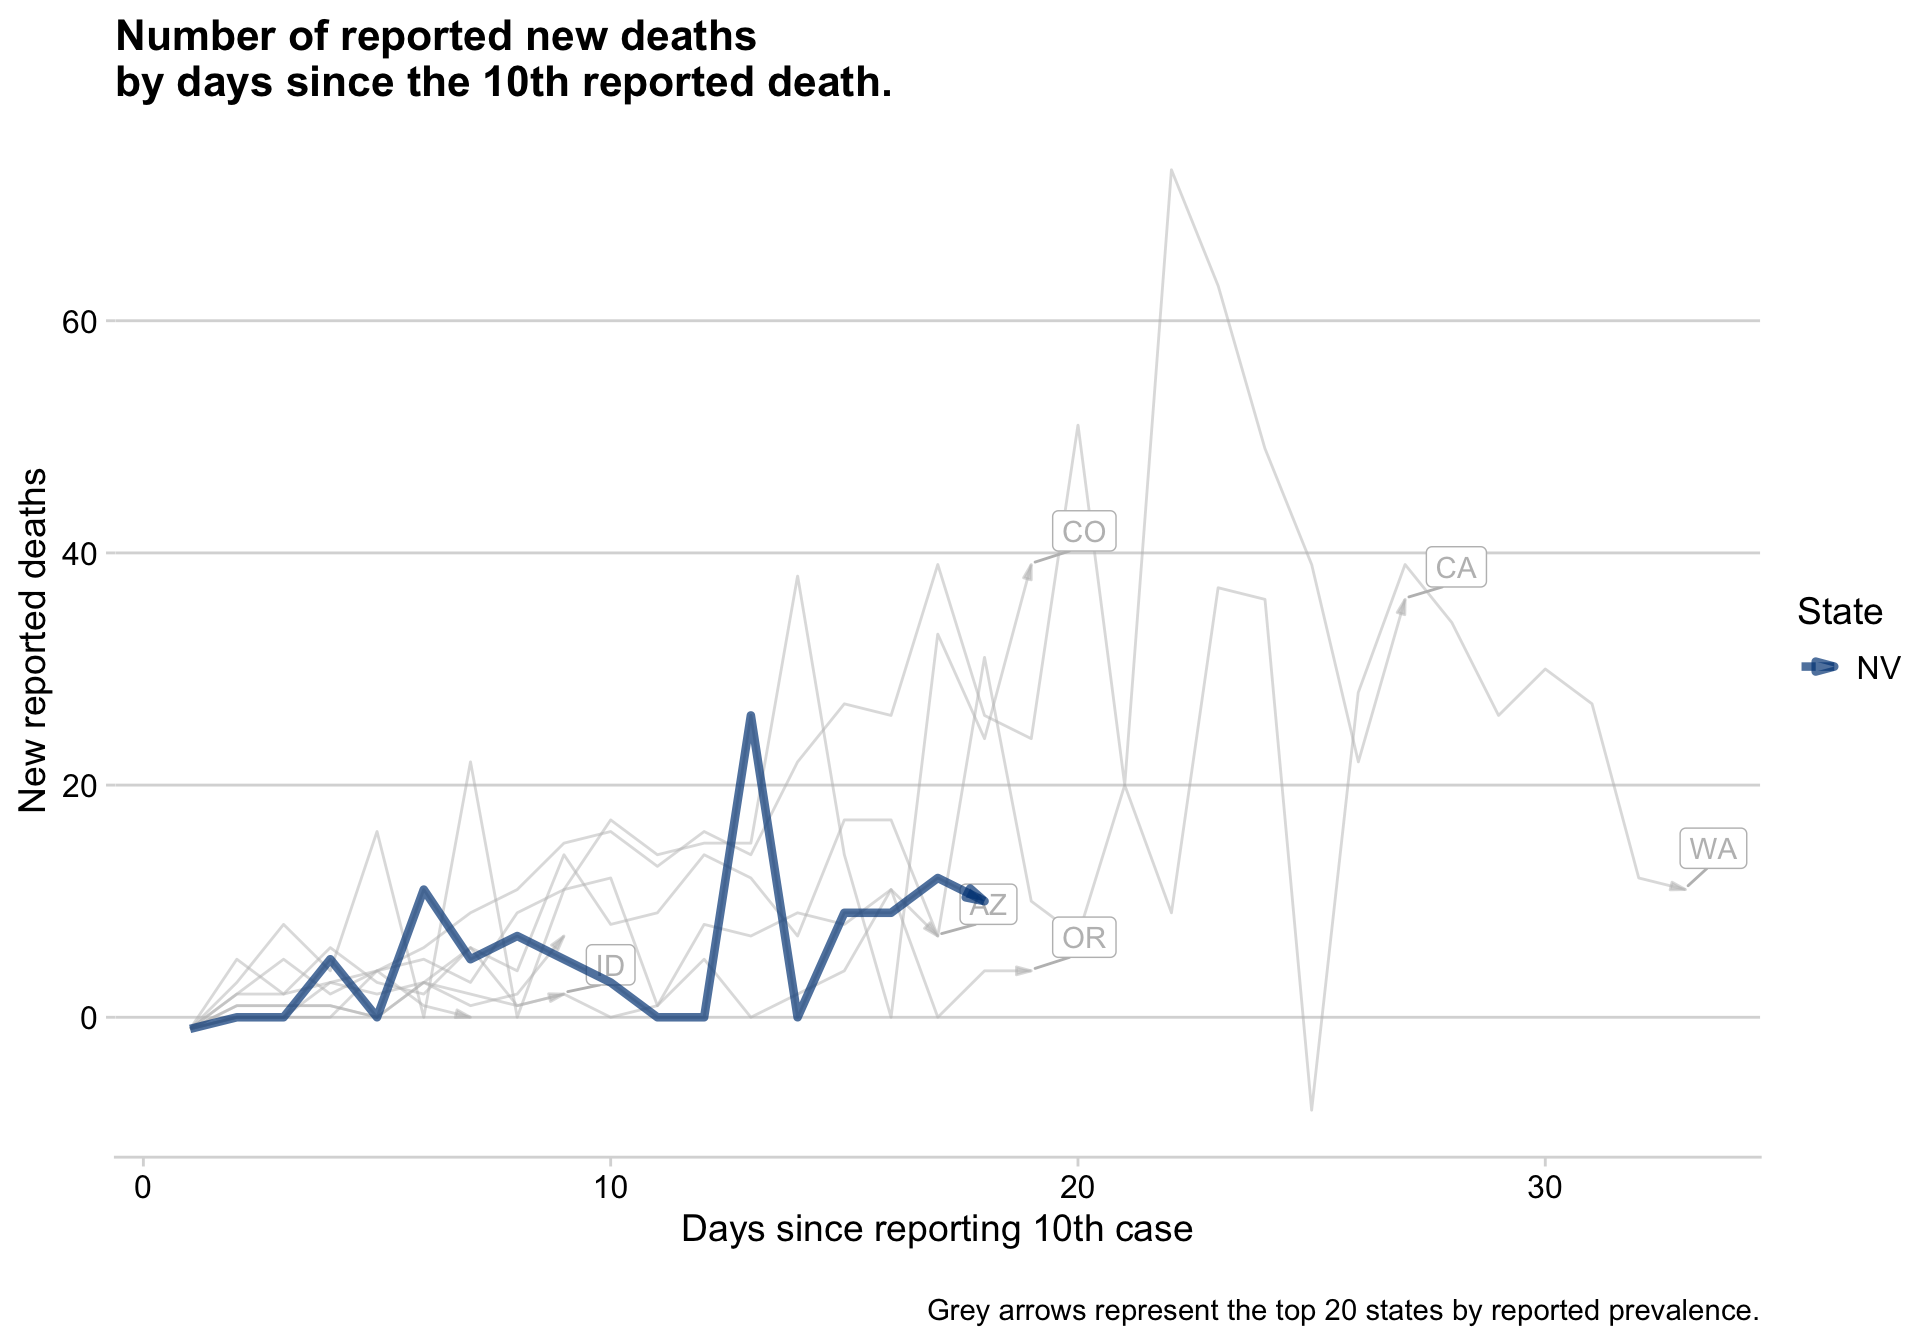 Number of reported new deaths
by days since the 10th reported death.
New reported deaths
60
40
20
0
CO
CA
WA
AZ
OR
ID
State
NV
0
10
20
30
Days since reporting 10th case
Grey arrows represent the top 20 states by reported prevalence.